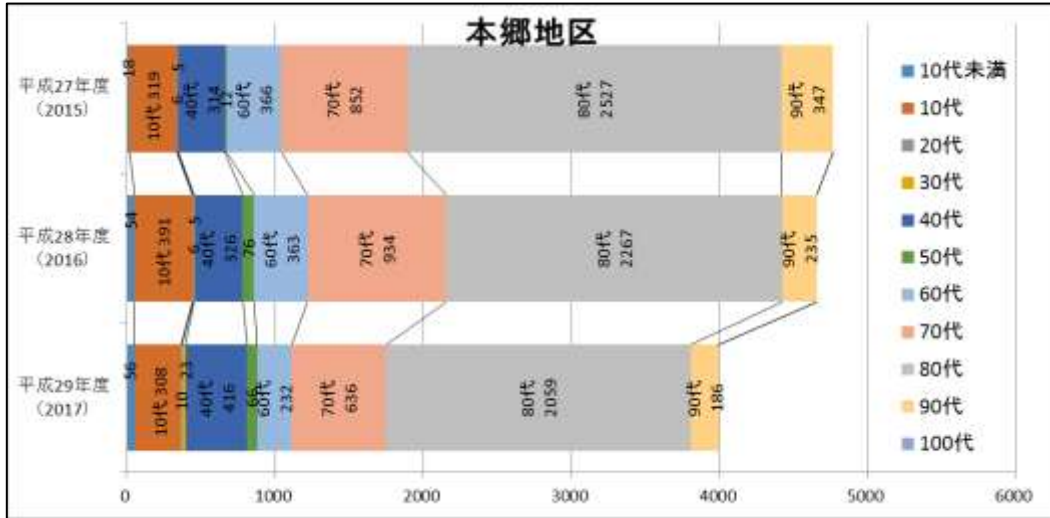 本郷地区
平成27年度
（2015）
18
10代 319
6
5
40代
314
12
60代
366
70代
852
80代
2527
90代
347
平成28年度
（2016）
54
10代 391
6
5
40代
326
76
60代
363
70代
934
80代
2267
90代
235
平成29年度
（2017）
56
10代 308
10
23
40代
416
66
60代
232
70代
636
80代
2059
90代
186
0
1000
2000
3000
4000
5000
6000
10代未満
10代
20代
30代
40代
50代
60代
70代
80代
90代
100代